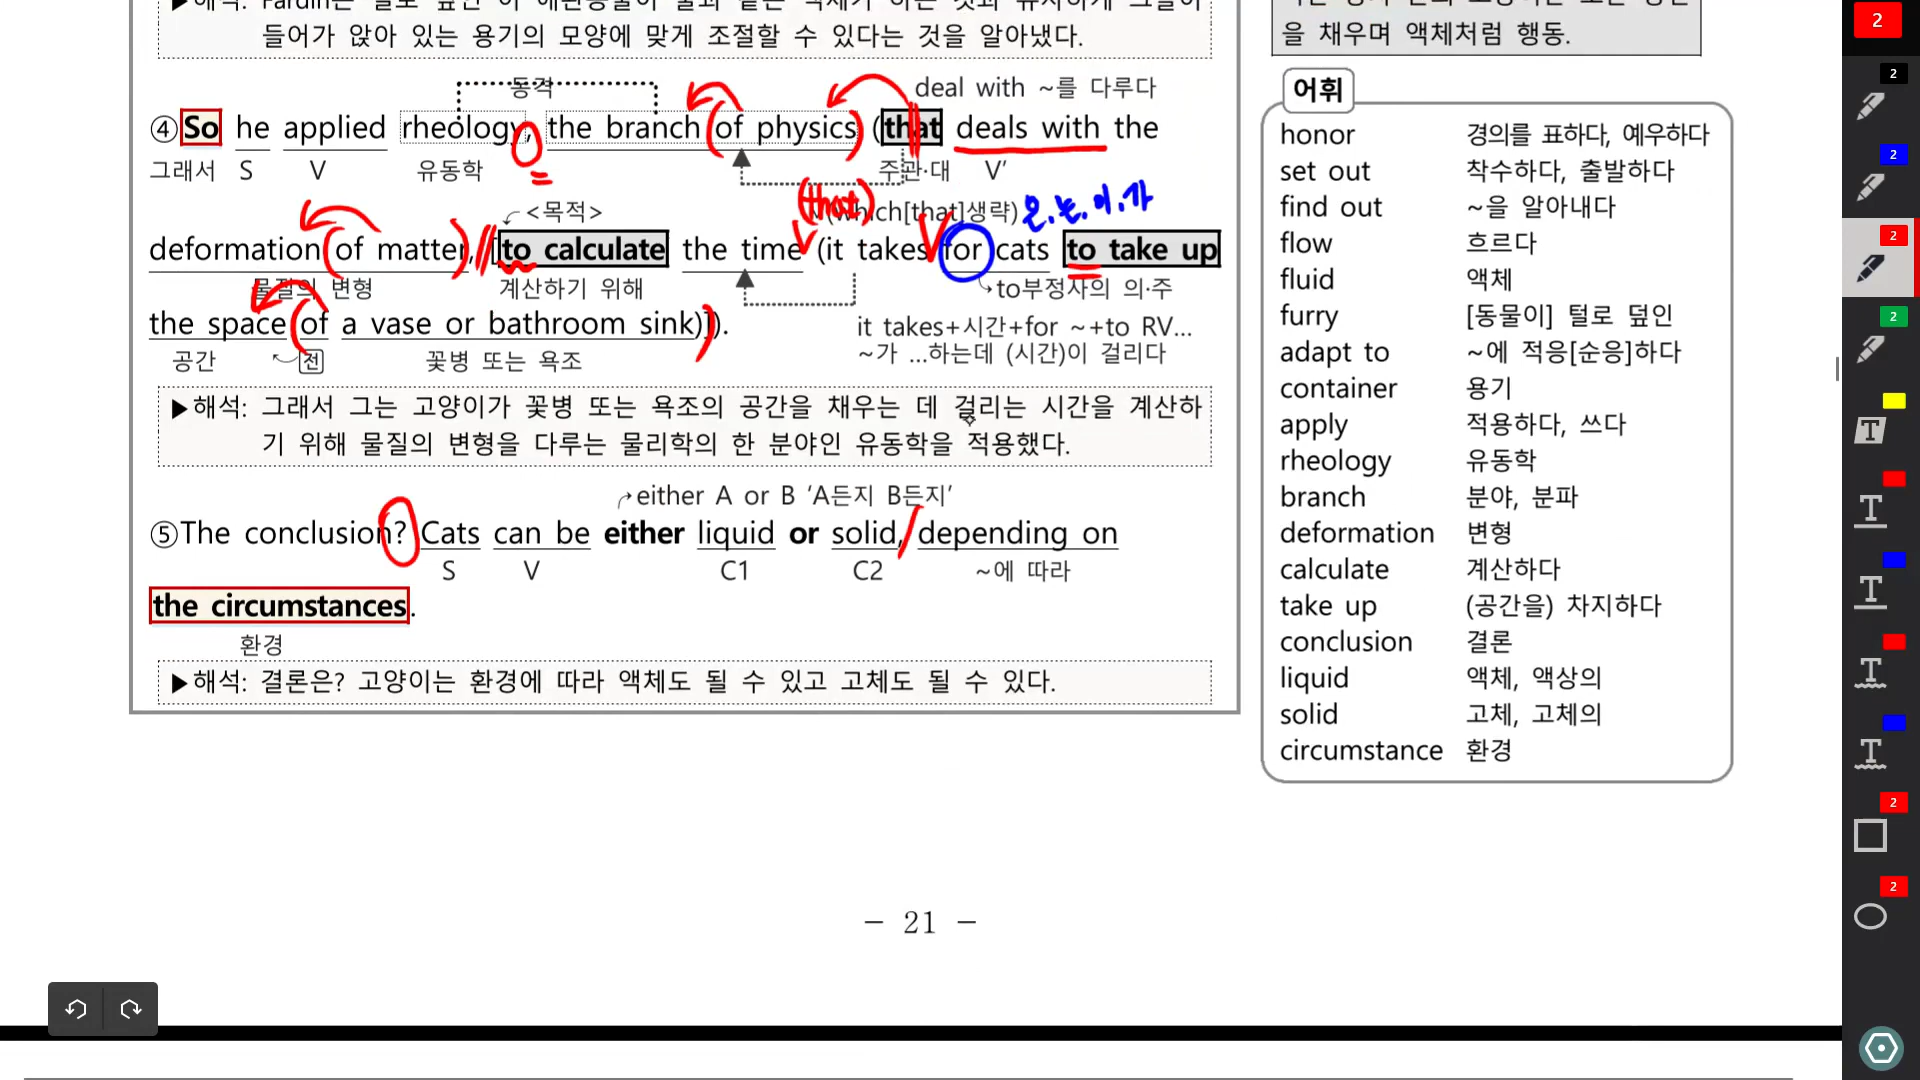 들어가 앉아 있는 용기의 모양에 맞게 조절할 수 있다는 것을 알아냈다.
동격
deal with ~를 다루다
④So he applied rheology, the branch (of physics) (that deals with the
그래서 S V 유동학 주관·대 V′
(that)
<목적>
(which[that]생략) 은.는.이.가
deformation (of matter), [to calculate the time (it takes for cats to take up
물질의 변형 계산하기 위해 to부정사의 의·주
the space (of a vase or bathroom sink)]).
공간 전 꽃병 또는 욕조
it takes+시간+for ~+to RV...
~가 ...하는데 (시간)이 걸리다
▶해석: 그래서 그는 고양이가 꽃병 또는 욕조의 공간을 채우는 데 걸리는 시간을 계산하
기 위해 물질의 변형을 다루는 물리학의 한 분야인 유동학을 적용했다.
either A or B ‘A든지 B든지’
⑤The conclusion? Cats can be either liquid or solid, depending on
S V C1 C2 ~에 따라
the circumstances.
환경
▶해석: 결론은? 고양이는 환경에 따라 액체도 될 수 있고 고체도 될 수 있다.
을 채우며 액체처럼 행동.
어휘
honor 경의를 표하다, 예우하다
set out 착수하다, 출발하다
find out ~을 알아내다
flow 흐르다
fluid 액체
furry [동물이] 털로 덮인
adapt to ~에 적응[순응]하다
container 용기
apply 적용하다, 쓰다
rheology 유동학
branch 분야, 분파
deformation 변형
calculate 계산하다
take up (공간을) 차지하다
conclusion 결론
liquid 액체, 액상의
solid 고체, 고체의
circumstance 환경
- 21 -
2
2
2
2
2
T
T
T
T
T
2
2